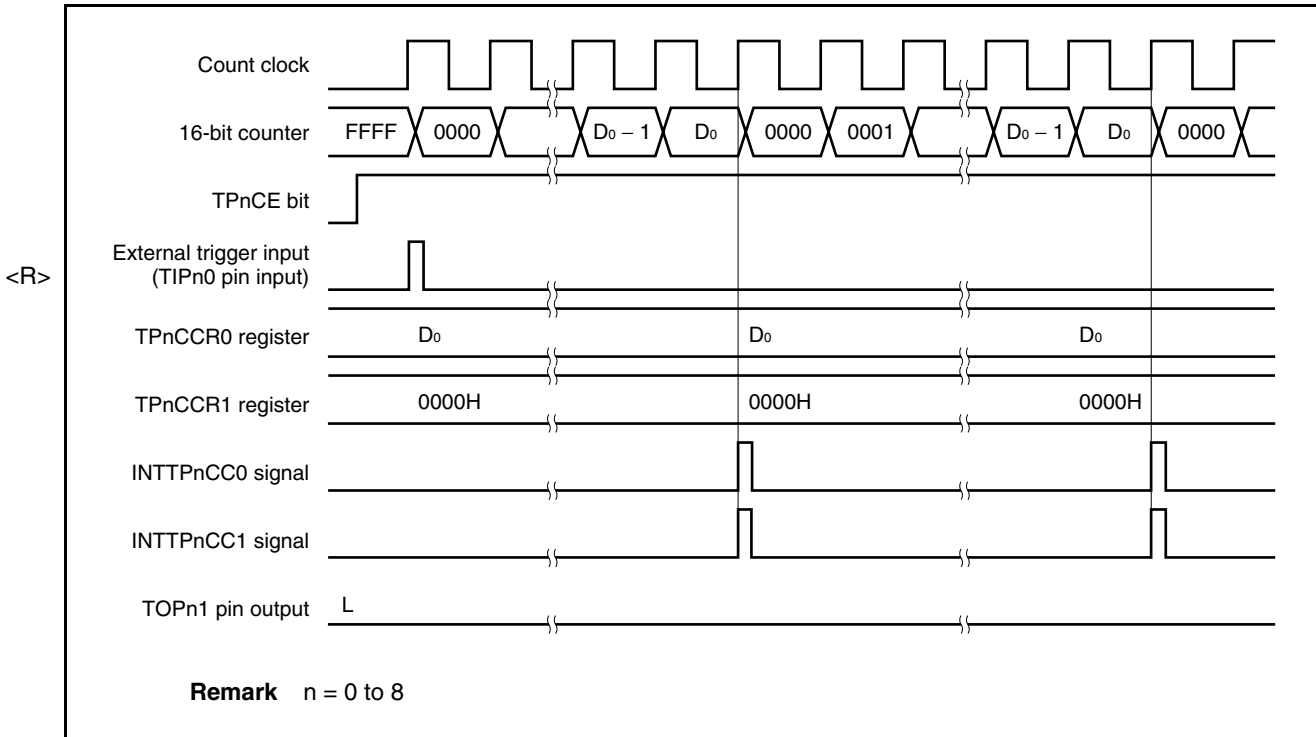 Count clock
16-bit counter FFFF 0000 D₀ − 1 D₀ 0000 0001 D₀ − 1 D₀ 0000
TPnCE bit
<R>
External trigger input
(TIPn0 pin input)
TPnCCR0 register D₀ D₀ D₀
TPnCCR1 register 0000H 0000H 0000H
INTTPnCC0 signal
INTTPnCC1 signal
TOPn1 pin output L
Remark n = 0 to 8